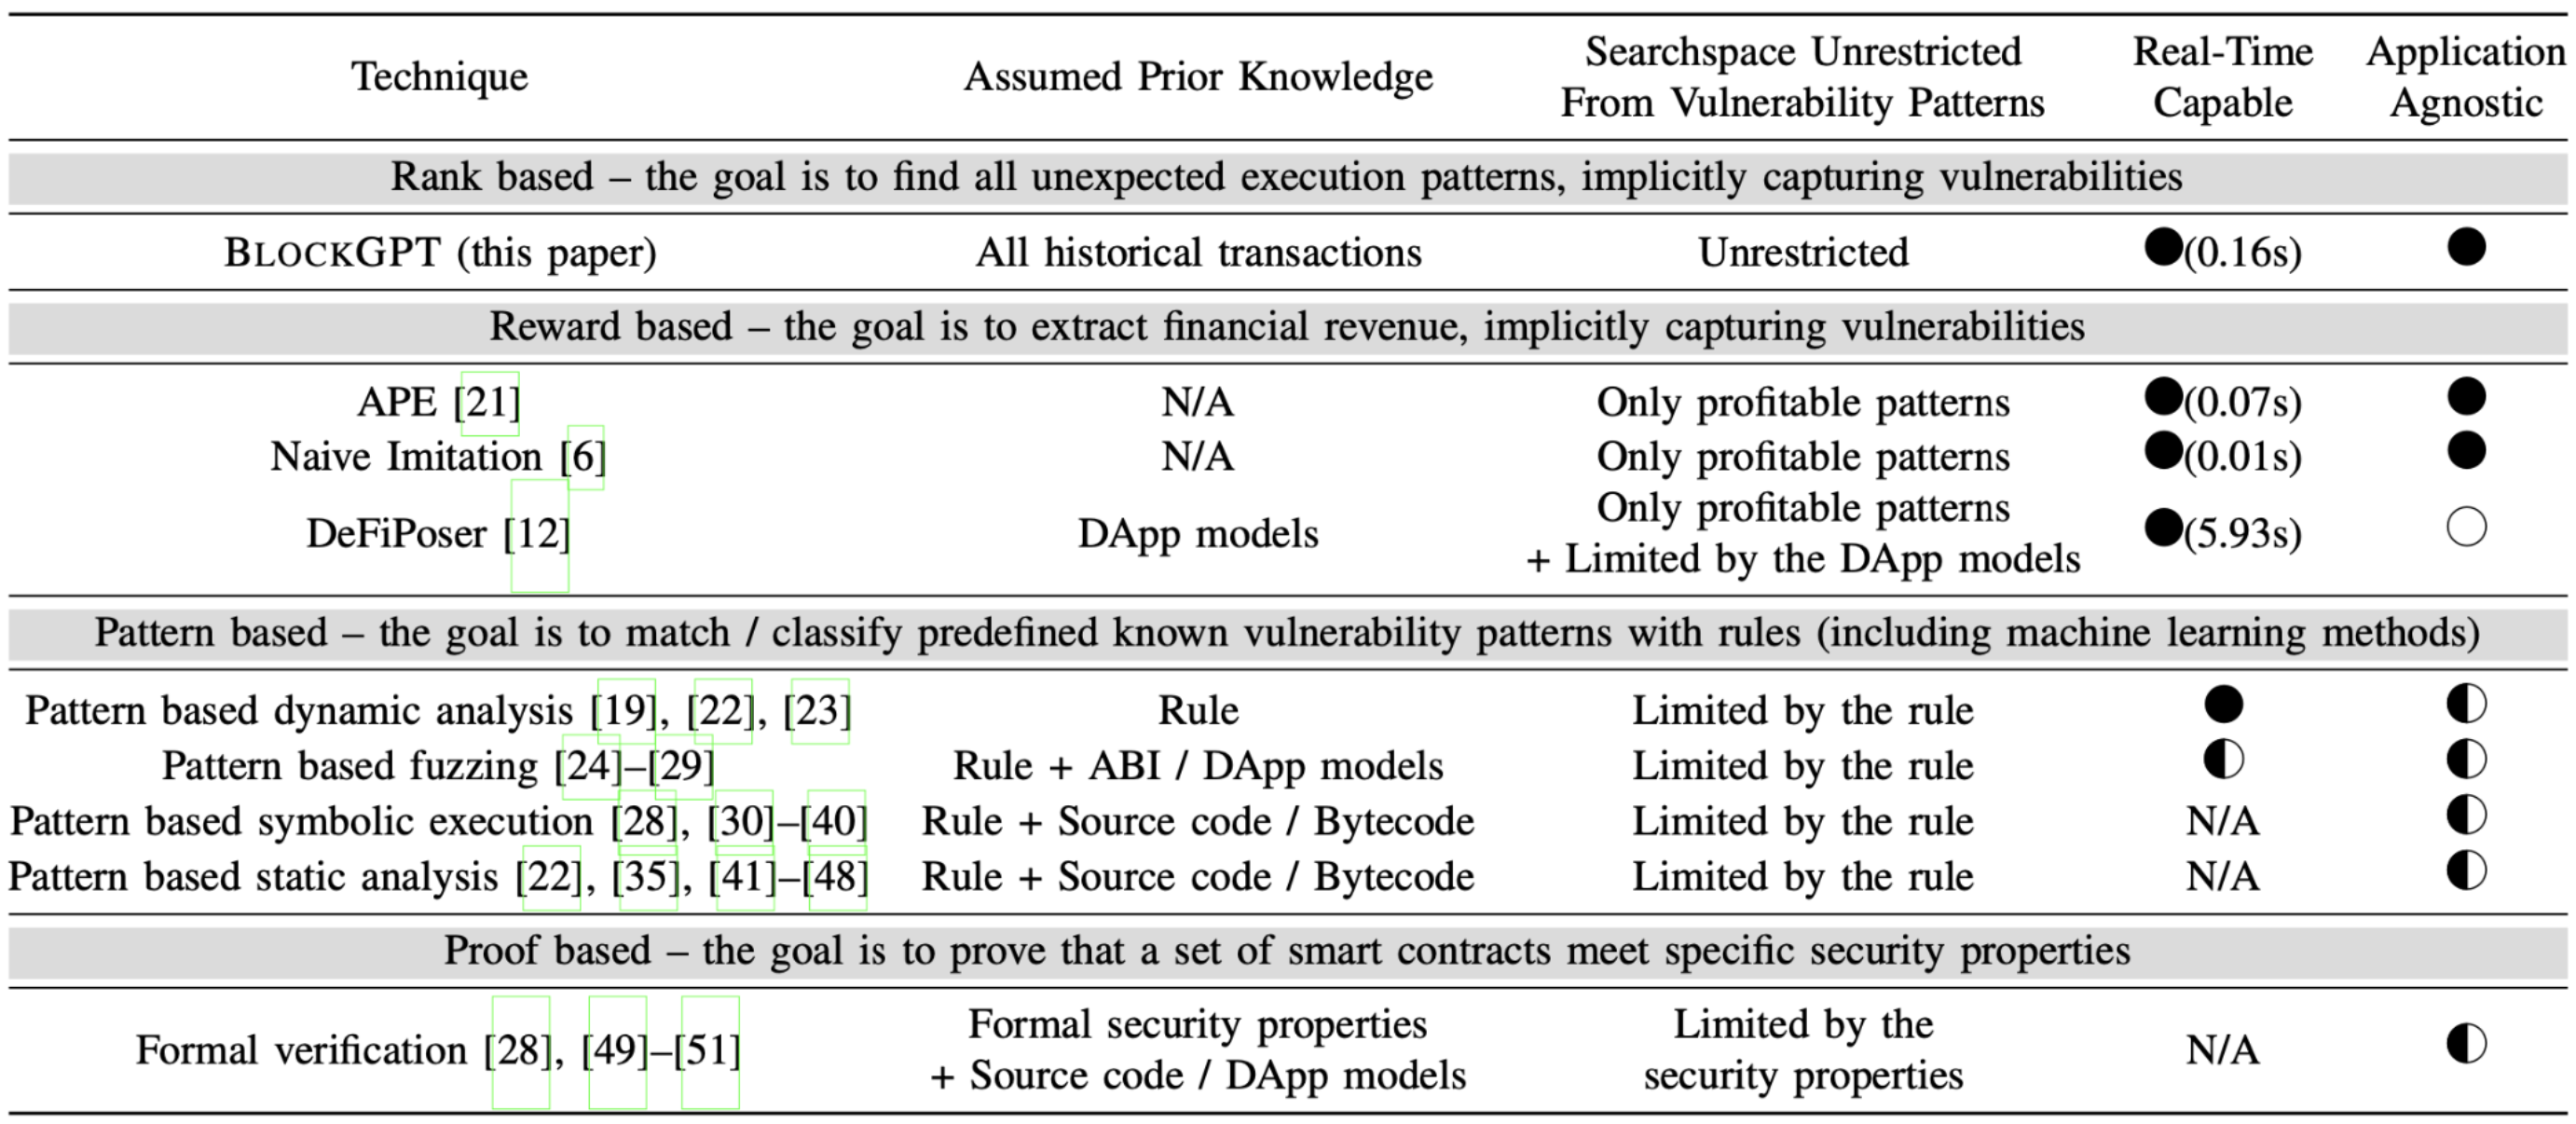 Technique Assumed Prior Knowledge Searchspace Unrestricted From Vulnerability Patterns Real-Time Capable Application Agnostic
Rank based – the goal is to find all unexpected execution patterns, implicitly capturing vulnerabilities
BLOCKGPT (this paper) All historical transactions Unrestricted ●(0.16s) ●
Reward based – the goal is to extract financial revenue, implicitly capturing vulnerabilities
APE [21] N/A Only profitable patterns ●(0.07s) ●
Naive Imitation [6] N/A Only profitable patterns ●(0.01s) ●
DeFiPoser [12] DApp models Only profitable patterns + Limited by the DApp models ●(5.93s) ○
Pattern based – the goal is to match / classify predefined known vulnerability patterns with rules (including machine learning methods)
Pattern based dynamic analysis [19], [22], [23] Rule Limited by the rule ● ◐
Pattern based fuzzing [24]–[29] Rule + ABI / DApp models Limited by the rule ◐ ◐
Pattern based symbolic execution [28], [30]–[40] Rule + Source code / Bytecode Limited by the rule N/A ◐
Pattern based static analysis [22], [35], [41]–[48] Rule + Source code / Bytecode Limited by the rule N/A ◐
Proof based – the goal is to prove that a set of smart contracts meet specific security properties
Formal verification [28], [49]–[51] Formal security properties + Source code / DApp models Limited by the security properties N/A ◐